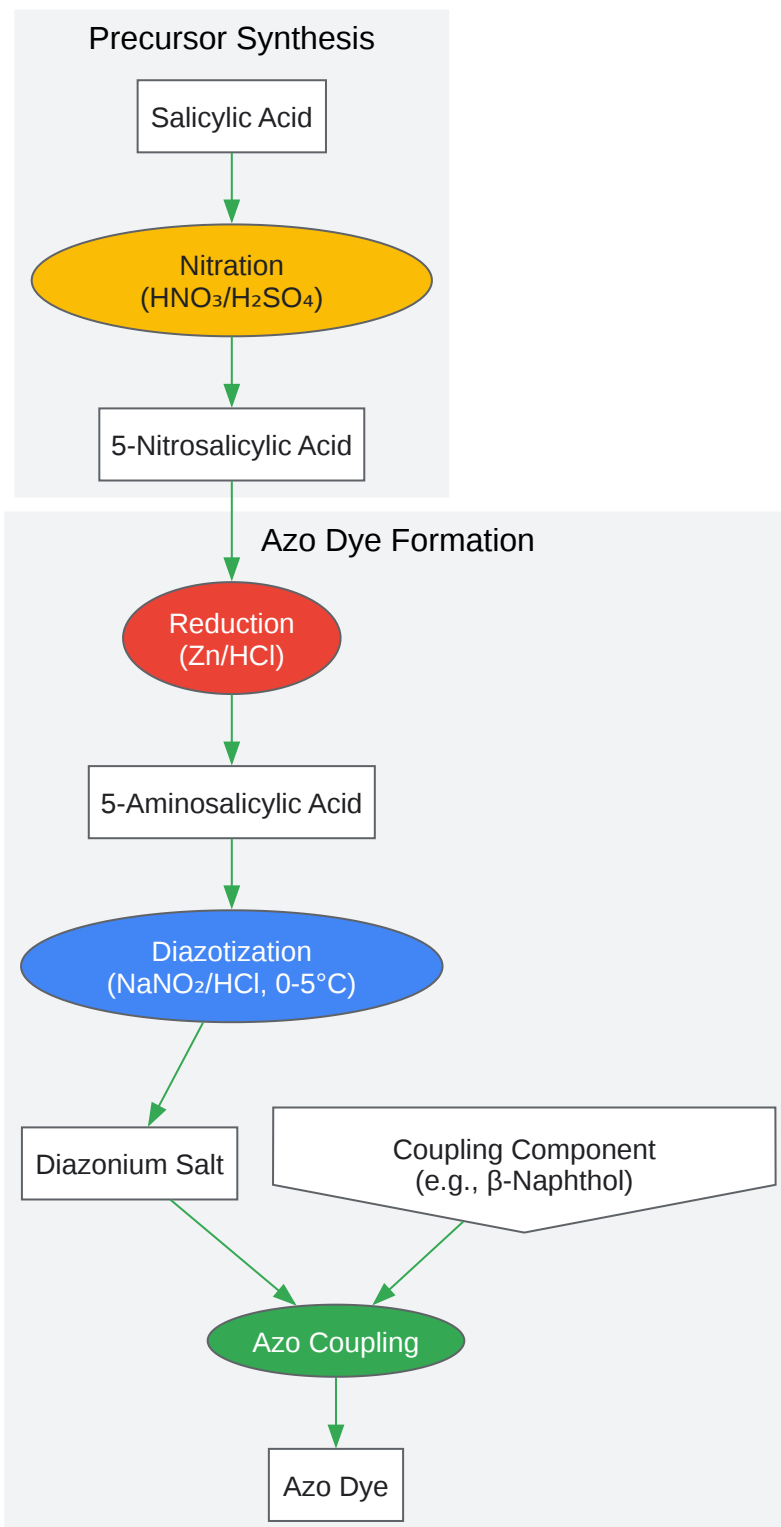 Precursor Synthesis
Salicylic Acid
Nitration
(HNO₃/H₂SO₄)
5-Nitrosalicylic Acid
Azo Dye Formation
Reduction
(Zn/HCl)
5-Aminosalicylic Acid
Diazotization
(NaNO₂/HCl, 0-5°C)
Diazonium Salt
Coupling Component
(e.g., β-Naphthol)
Azo Coupling
Azo Dye